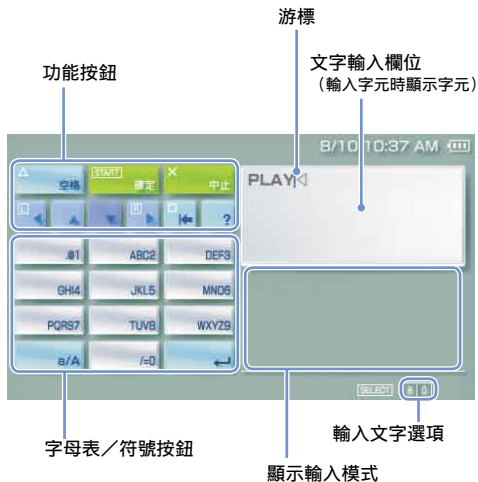 游標
文字輸入欄位
（輸入字元時顯示字元）
功能按鈕
8/10 10:37 AM
△ 空格 START 確定 × 中止
PLAY
L R □ ?
.@1 ABC2 DEF3
GHI4 JKL5 MNO6
PQRS7 TUV8 WXYZ9
a/A /=0
SELECT a
輸入文字選項
字母表／符號按鈕
顯示輸入模式